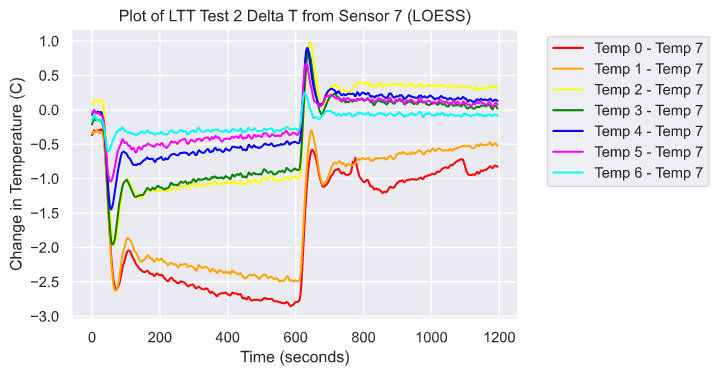 Plot of LTT Test 2 Delta T from Sensor 7 (LOESS)
Change in Temperature (C)
1.0
0.5
0.0
−0.5
−1.0
−1.5
−2.0
−2.5
−3.0
0 200 400 600 800 1000 1200
Time (seconds)
Temp 0 - Temp 7
Temp 1 - Temp 7
Temp 2 - Temp 7
Temp 3 - Temp 7
Temp 4 - Temp 7
Temp 5 - Temp 7
Temp 6 - Temp 7